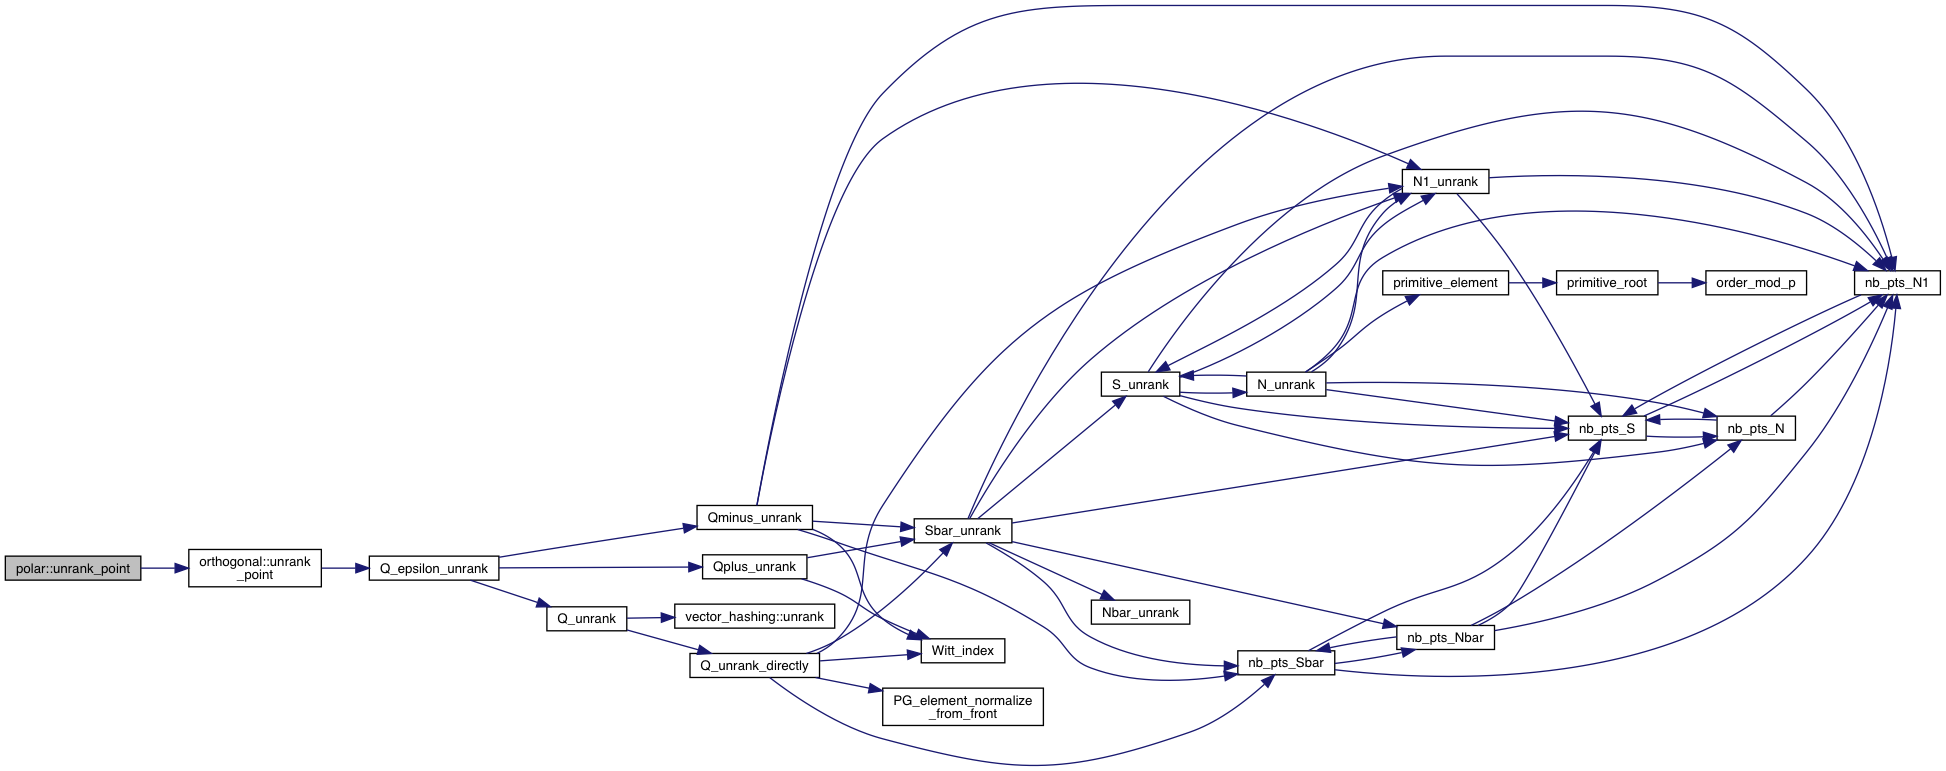 polar::unrank_point
orthogonal::unrank
_point
Q_epsilon_unrank
Qminus_unrank
Qplus_unrank
Q_unrank
vector_hashing::unrank
Q_unrank_directly
Sbar_unrank
Witt_index
PG_element_normalize
_from_front
S_unrank
Nbar_unrank
N_unrank
nb_pts_Sbar
N1_unrank
primitive_element
nb_pts_Nbar
primitive_root
nb_pts_S
order_mod_p
nb_pts_N
nb_pts_N1